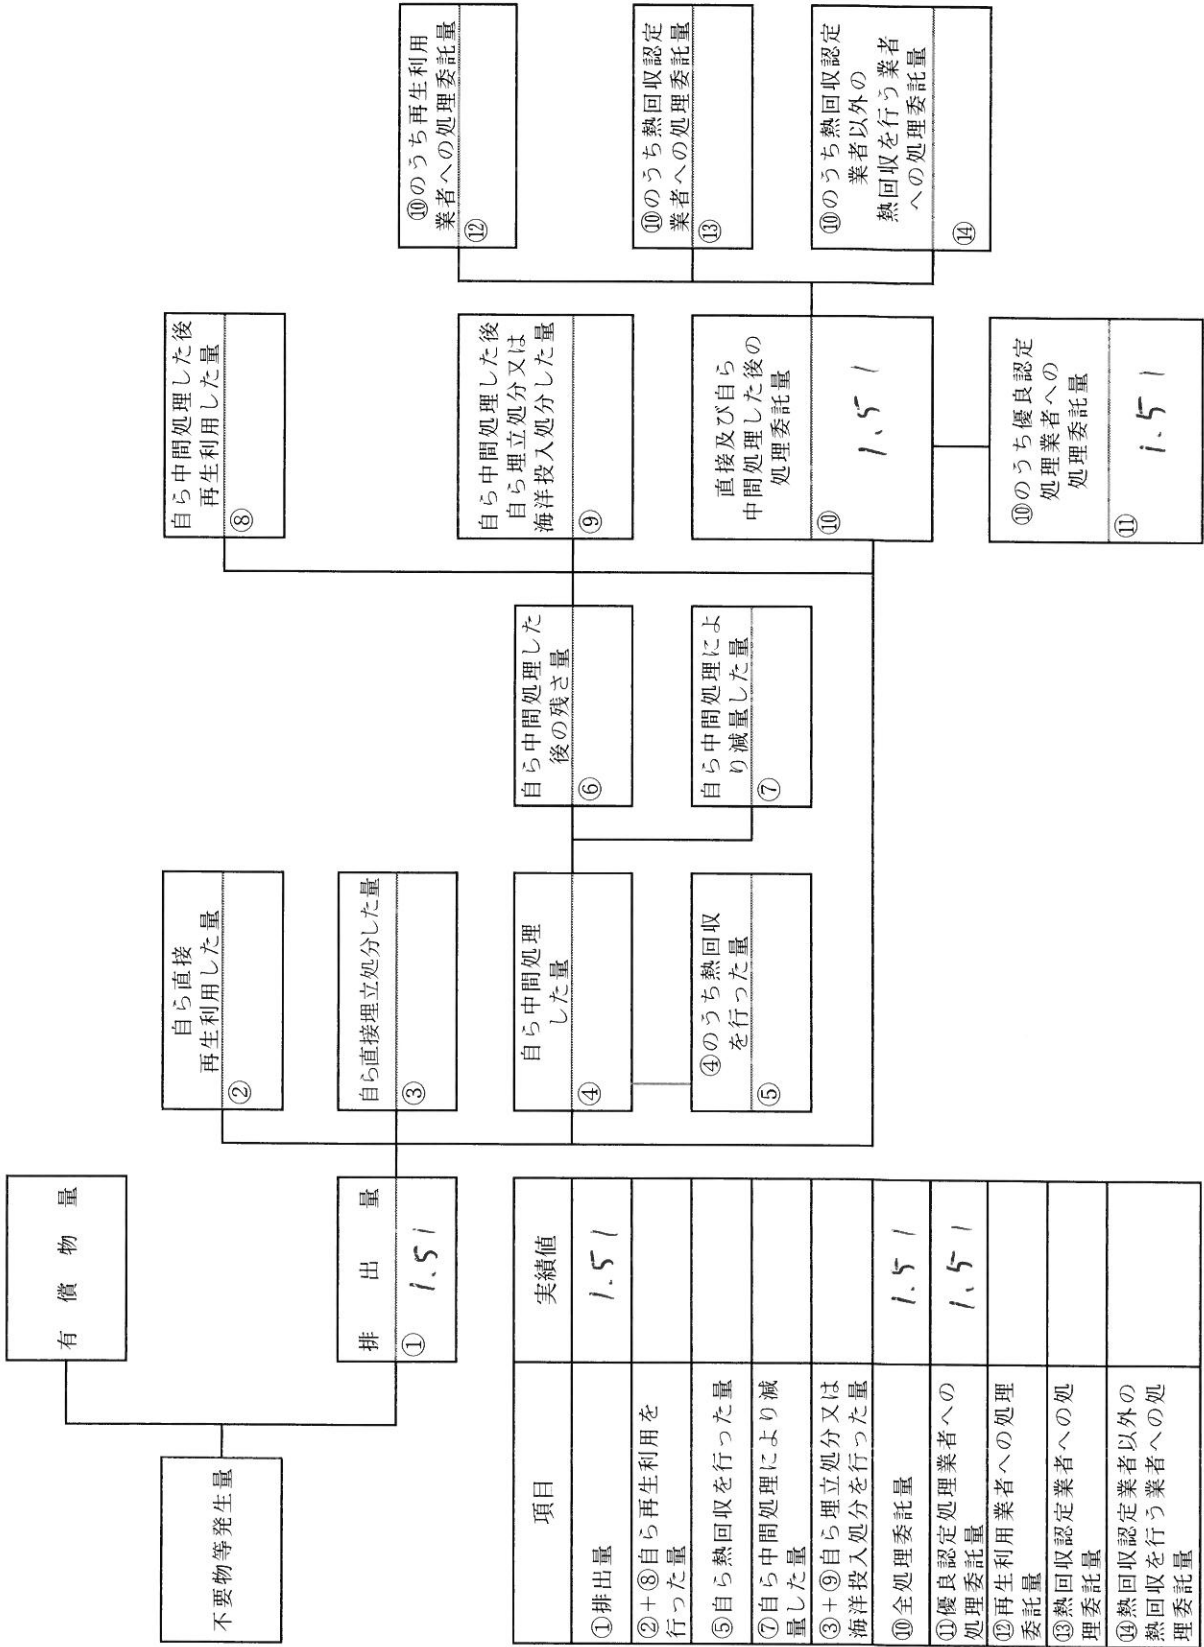 不要物等発生量
有償物量
排出量
① 1.51
自ら直接
再生利用した量
②
自ら直接埋立処分した量
③
自ら中間処理
した量
④
④のうち熱回収
を行った量
⑤
自ら中間処理した
後の残さ量
⑥
自ら中間処理によ
り減量した量
⑦
自ら中間処理した後
再生利用した量
⑧
自ら中間処理した後
自ら埋立処分又は
海洋投入処分した量
⑨
直接及び自ら
中間処理した後の
処理委託量
⑩ 1.51
⑩のうち優良認定
処理業者への
処理委託量
⑪ 1.51
⑩のうち再生利用
業者への処理委託量
⑫
⑩のうち熱回収認定
業者への処理委託量
⑬
⑩のうち熱回収認定
業者以外の
熱回収を行う業者
への処理委託量
⑭
項目 実績値
①排出量 1.51
②+⑧自ら再生利用を
行った量
⑤自ら熱回収を行った量
⑦自ら中間処理により減
量した量
③+⑨自ら埋立処分又は
海洋投入処分を行った量
⑩全処理委託量 1.51
⑪優良認定処理業者への
処理委託量 1.51
⑫再生利用業者への処理
委託量
⑬熱回収認定業者への処
理委託量
⑭熱回収認定業者以外の
熱回収を行う業者への処
理委託量